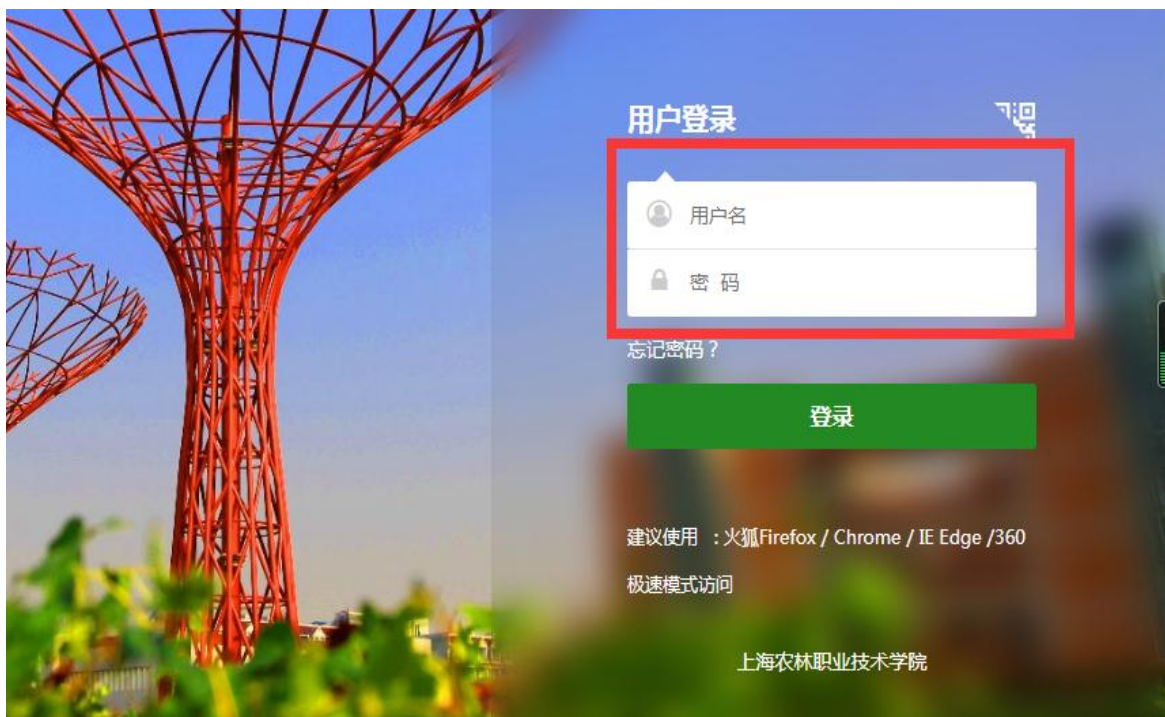 用户登录
用户名
密 码
忘记密码？
登录
建议使用 ：火狐Firefox / Chrome / IE Edge /360
极速模式访问
上海农林职业技术学院